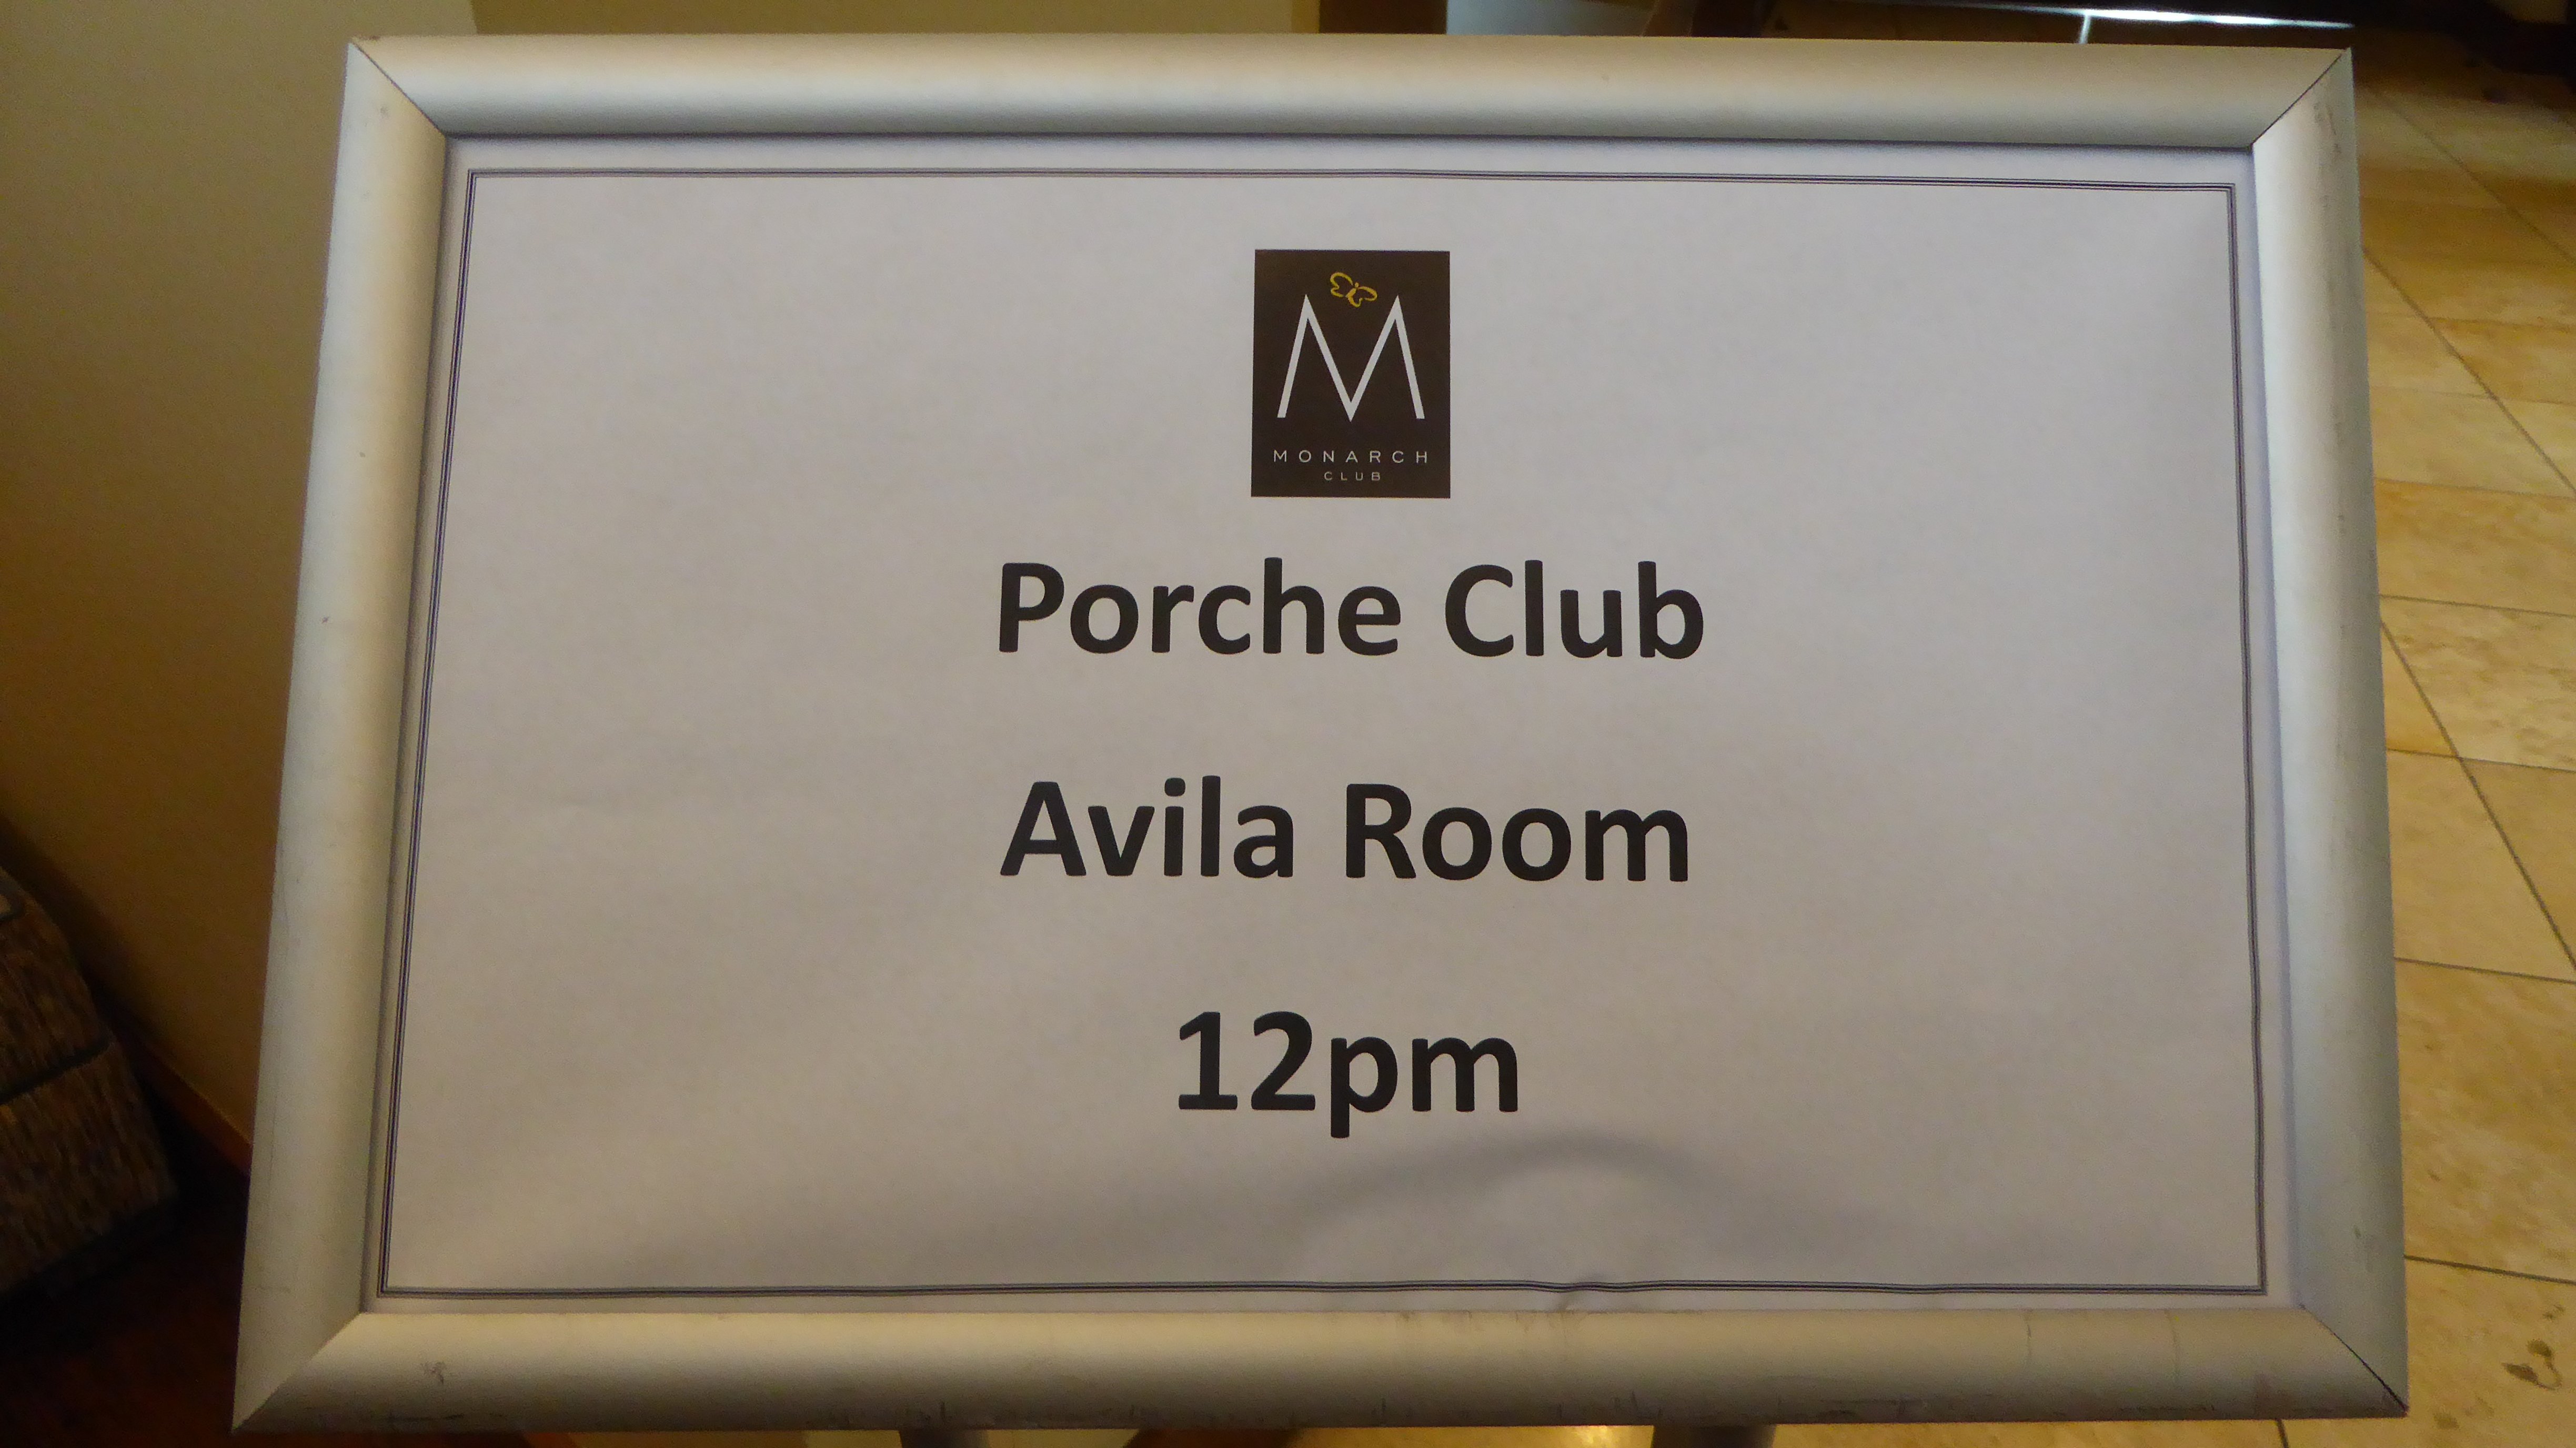 M
MONARCH
CLUB
Porche Club
Avila Room
12pm